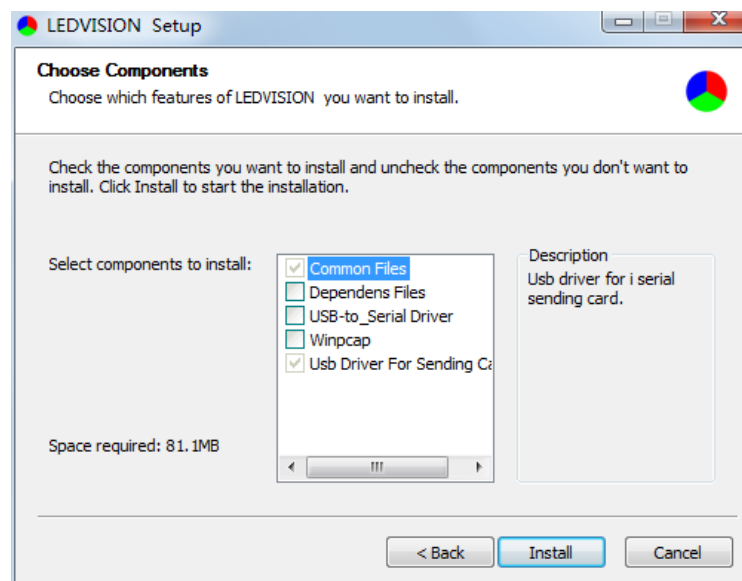 LEDVISION Setup
Choose Components
Choose which features of LEDVISION you want to install.
Check the components you want to install and uncheck the components you don't want to
install. Click Install to start the installation.
Select components to install:
Common Files
Dependens Files
USB-to_Serial Driver
Winpcap
Usb Driver For Sending Ca
Description
Usb driver for i serial
sending card.
Space required: 81.1MB
< Back
Install
Cancel